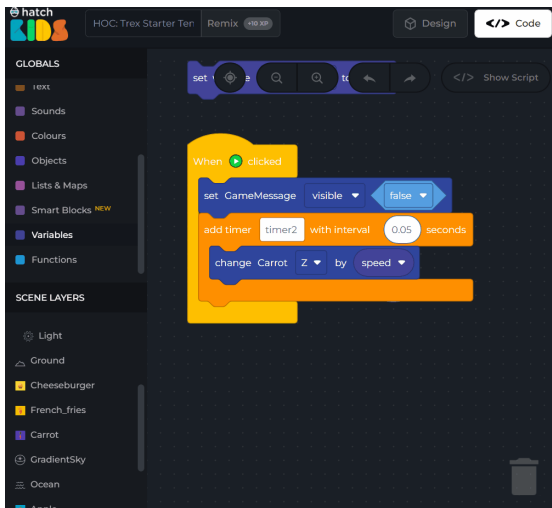 hatch
KIDS
HOC: Trex Starter Ten
Remix +10 XP
Design
</> Code
GLOBALS
Text
Sounds
Colours
Objects
Lists & Maps
Smart Blocks NEW
Variables
Functions
SCENE LAYERS
Light
Ground
Cheeseburger
French_fries
Carrot
GradientSky
Ocean
set
</> Show Script
When clicked
set GameMessage visible false
add timer timer2 with interval 0.05 seconds
change Carrot Z by speed